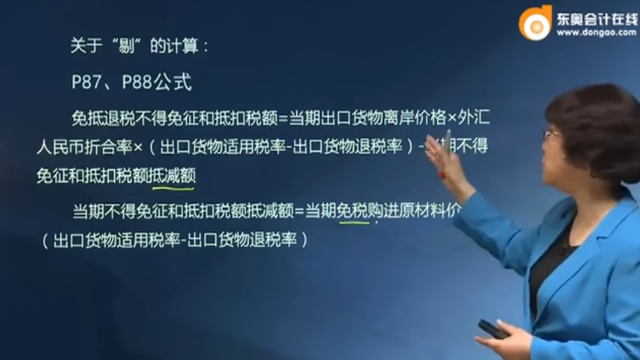 东奥会计在线
www.dongao.com
关于“剔”的计算：
P87、P88公式
免抵退税不得免征和抵扣税额=当期出口货物离岸价格×外汇
人民币折合率×（出口货物适用税率-出口货物退税率）-当期不得
免征和抵扣税额抵减额
当期不得免征和抵扣税额抵减额=当期免税购进原材料价
（出口货物适用税率-出口货物退税率）